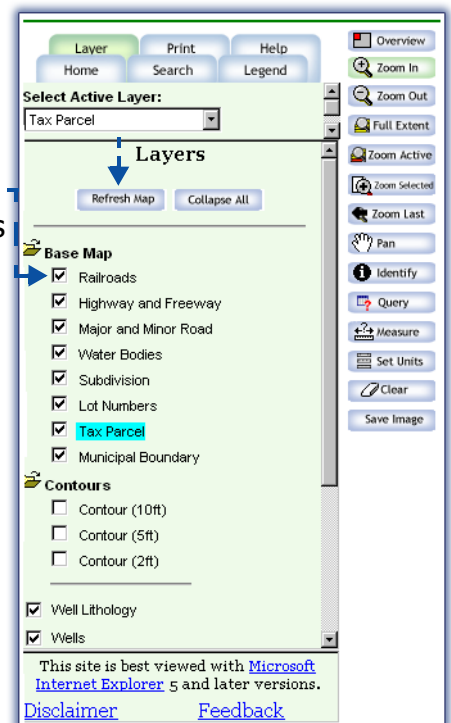 Layer Print Help
Home Search Legend
Select Active Layer:
Tax Parcel
Layers
Refresh Map Collapse All
s
Base Map
Railroads
Highway and Freeway
Major and Minor Road
Water Bodies
Subdivision
Lot Numbers
Tax Parcel
Municipal Boundary
Contours
Contour (10ft)
Contour (5ft)
Contour (2ft)
Well Lithology
Wells
This site is best viewed with Microsoft
Internet Explorer 5 and later versions.
Disclaimer Feedback
Overview
Zoom In
Zoom Out
Full Extent
Zoom Active
Zoom Selected
Zoom Last
Pan
Identify
Query
Measure
Set Units
Clear
Save Image